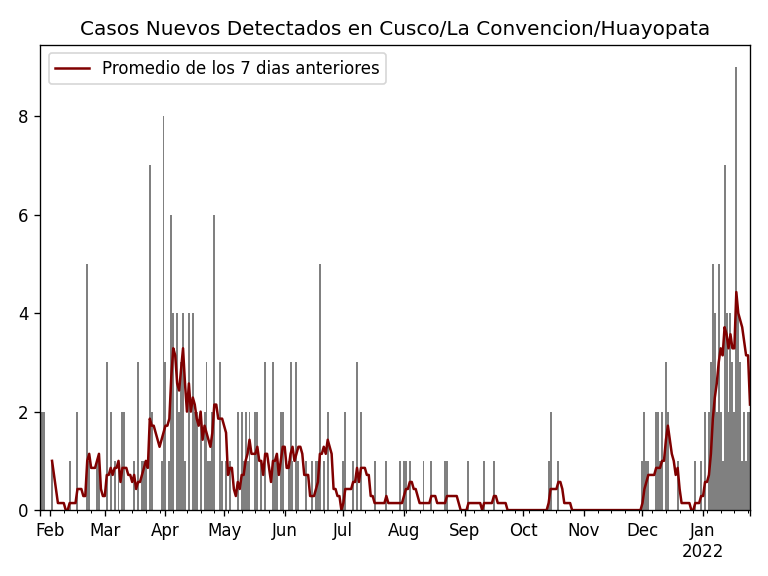 Casos Nuevos Detectados en Cusco/La Convencion/Huayopata
Promedio de los 7 dias anteriores
8
6
4
2
0
Feb Mar Apr May Jun Jul Aug Sep Oct Nov Dec Jan
2022